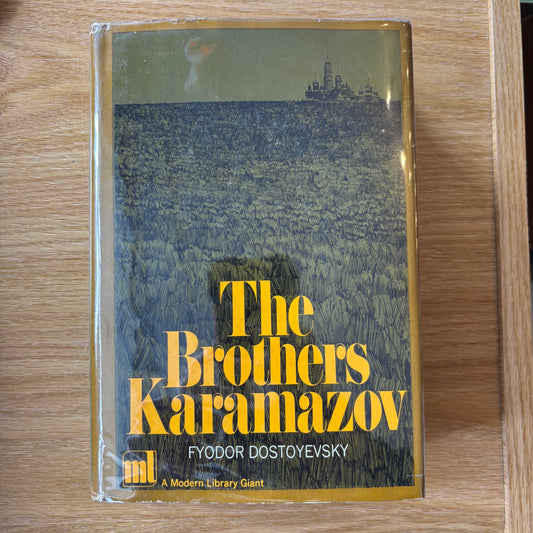 The
Brothers
Karamazov
FYODOR DOSTOYEVSKY
ml
A Modern Library Giant